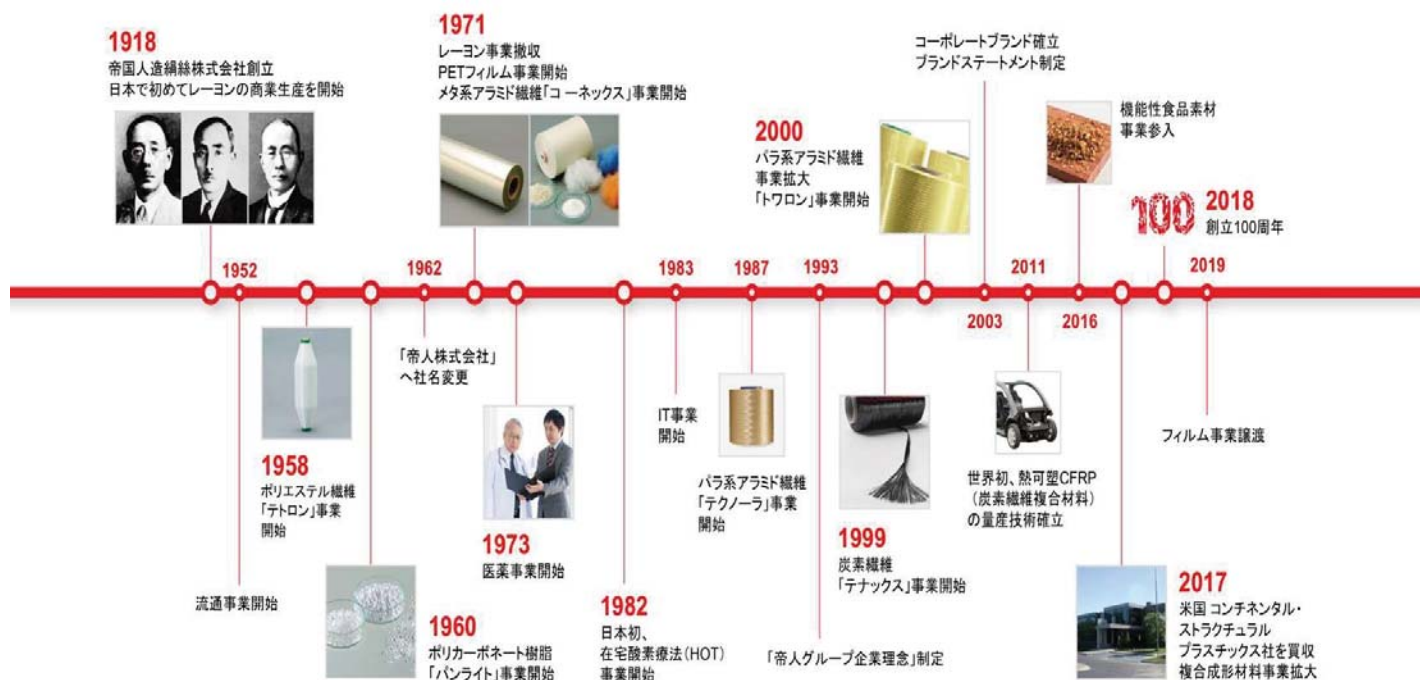 1918
帝国人造絹絲株式会社創立
日本で初めてレーヨンの商業生産を開始
1952
流通事業開始
1958
ポリエステル繊維
「テトロン」事業
開始
1960
ポリカーボネート樹脂
「パンライト」事業開始
1962
「帝人株式会社」
へ社名変更
1971
レーヨン事業撤収
PETフィルム事業開始
メタ系アラミド繊維「コーネックス」事業開始
1973
医薬事業開始
1982
日本初、
在宅酸素療法(HOT)
事業開始
1983
IT事業
開始
1987
パラ系アラミド繊維
「テクノーラ」事業
開始
1993
「帝人グループ企業理念」制定
1999
炭素繊維
「テナックス」事業開始
2000
パラ系アラミド繊維
事業拡大
「トワロン」事業開始
コーポレートブランド確立
ブランドステートメント制定
2003
2011
世界初、熱可塑CFRP
(炭素繊維複合材料)
の量産技術確立
機能性食品素材
事業参入
2016
2017
米国 コンチネンタル・
ストラクチュラル
プラスチックス社を買収
複合成形材料事業拡大
100
2018
創立100周年
2019
フィルム事業譲渡